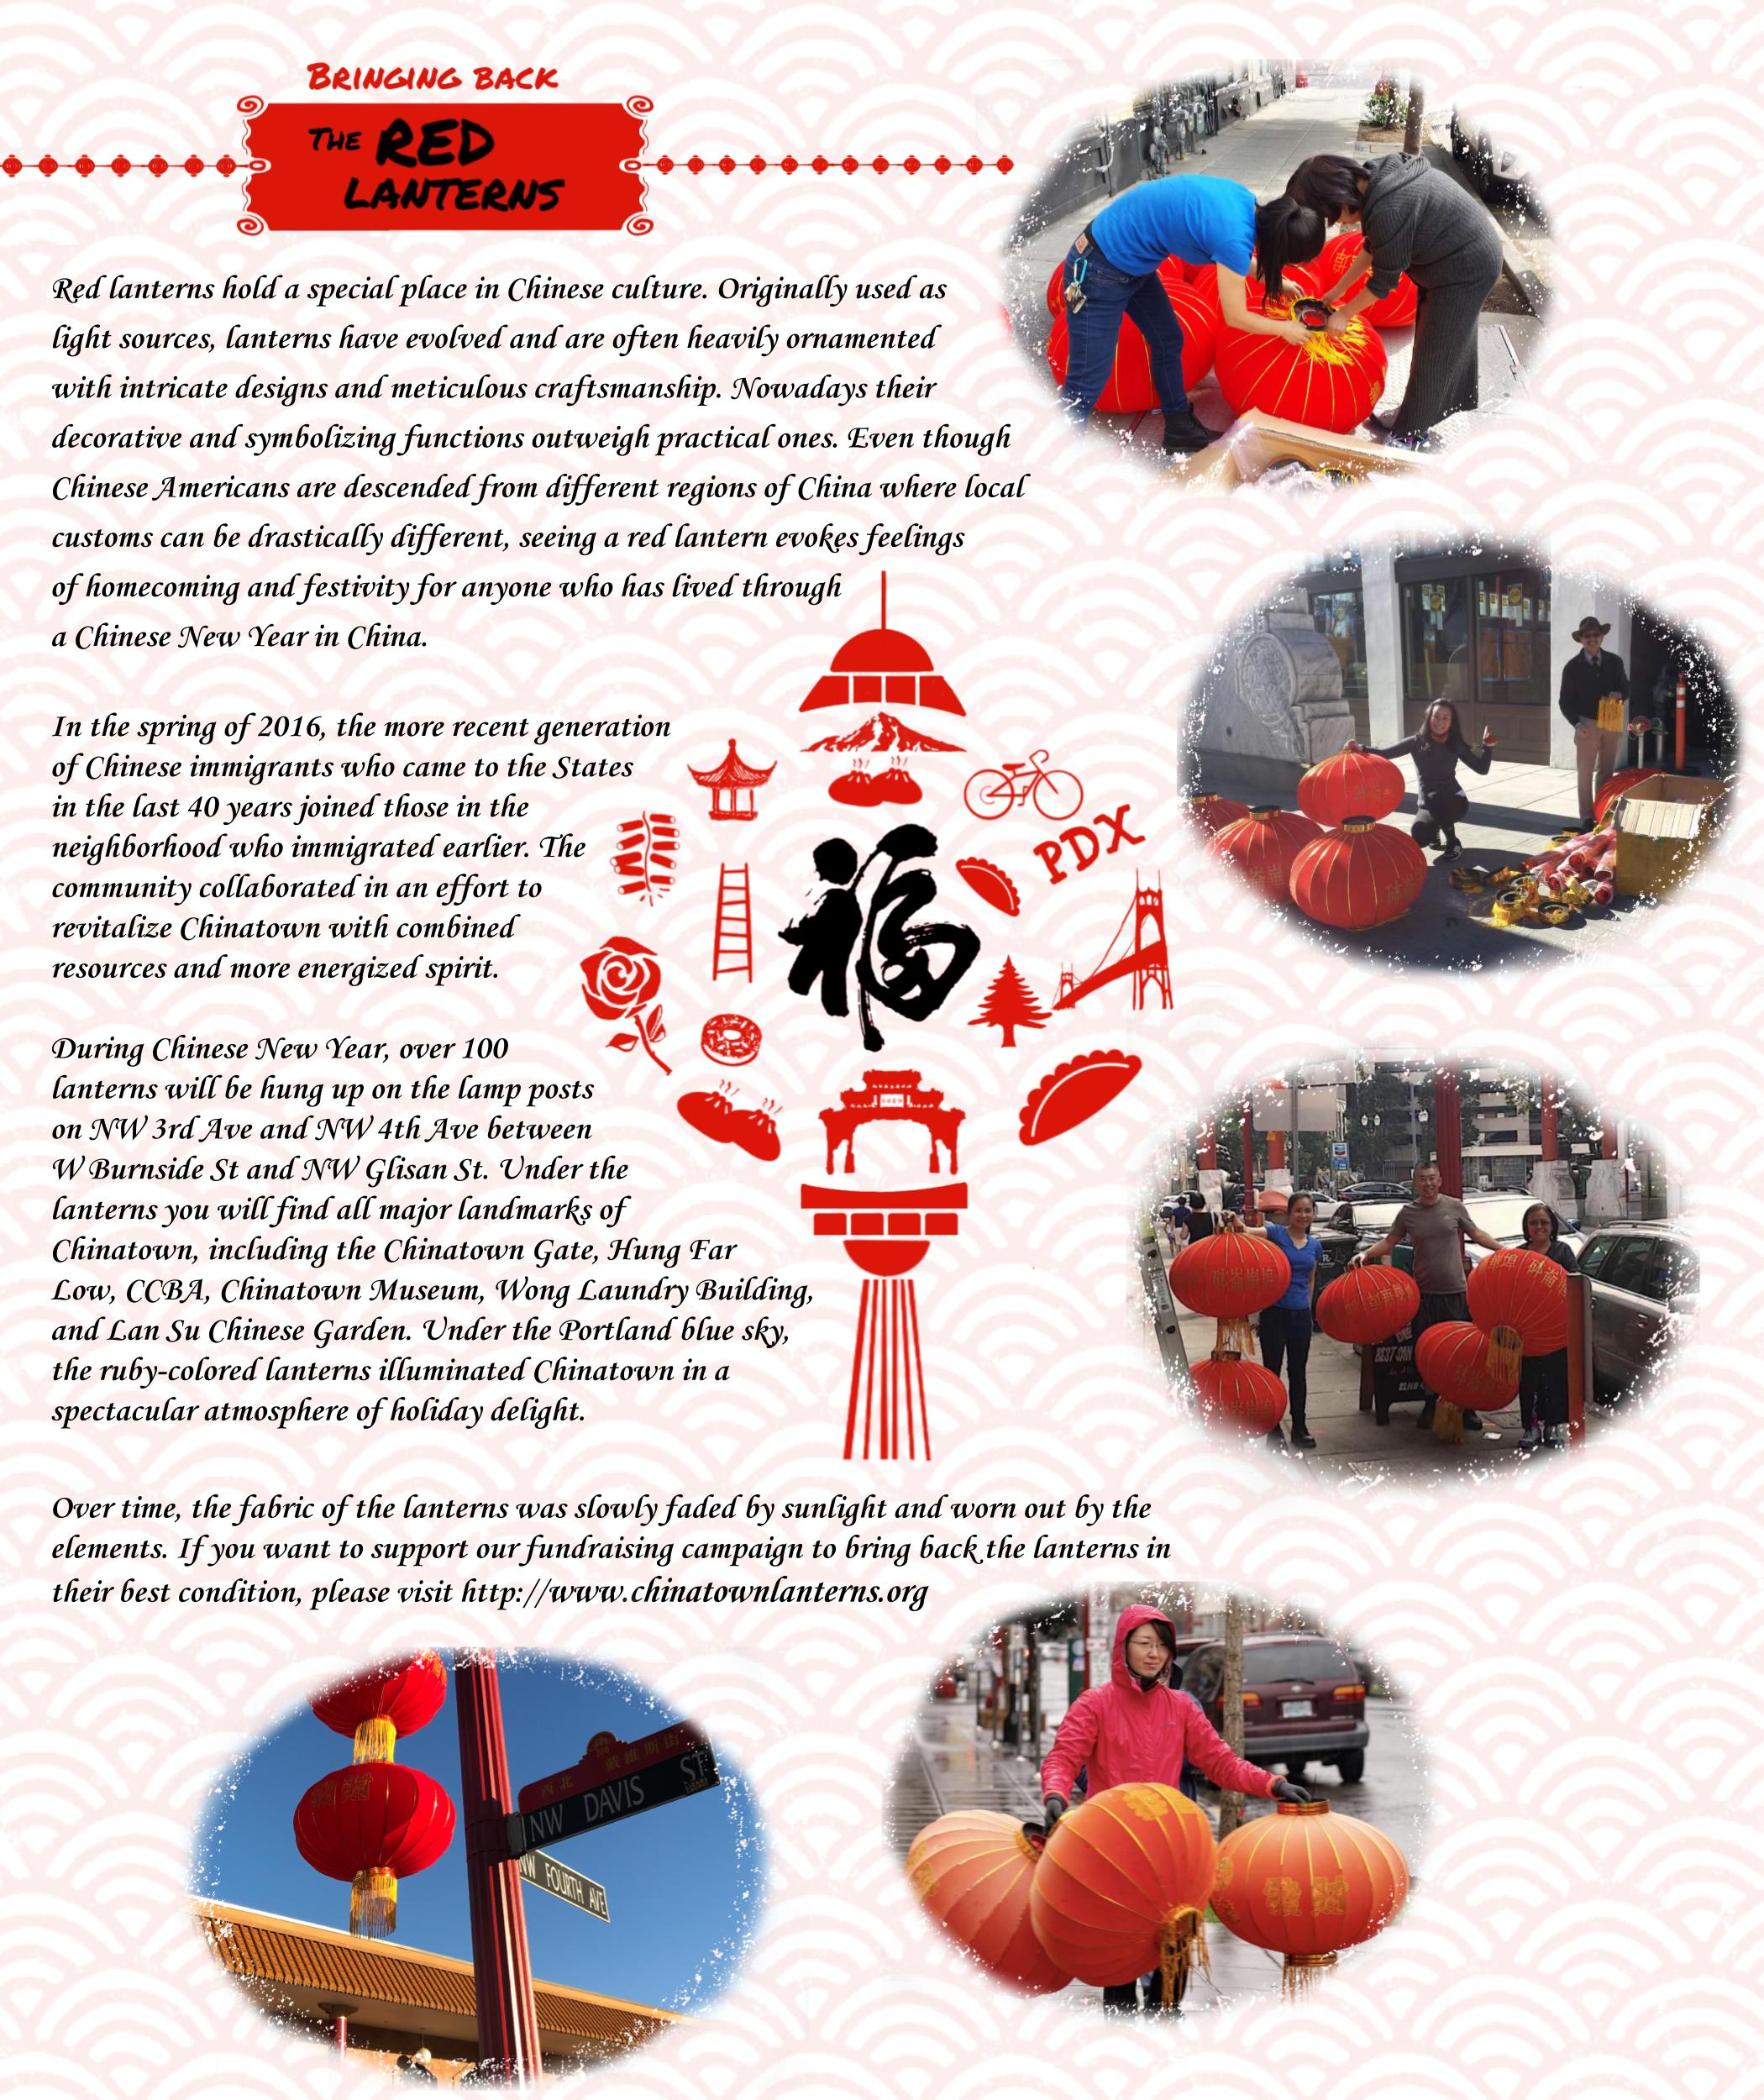 BRINGING BACK
THE RED
LANTERNS
Red lanterns hold a special place in Chinese culture. Originally used as
light sources, lanterns have evolved and are often heavily ornamented
with intricate designs and meticulous craftsmanship. Nowadays their
decorative and symbolizing functions outweigh practical ones. Even though
Chinese Americans are descended from different regions of China where local
customs can be drastically different, seeing a red lantern evokes feelings
of homecoming and festivity for anyone who has lived through
a Chinese New Year in China.
In the spring of 2016, the more recent generation
of Chinese immigrants who came to the States
in the last 40 years joined those in the
neighborhood who immigrated earlier. The
community collaborated in an effort to
revitalize Chinatown with combined
resources and more energized spirit.
PDX
福
During Chinese New Year, over 100
lanterns will be hung up on the lamp posts
on NW 3rd Ave and NW 4th Ave between
W Burnside St and NW Glisan St. Under the
lanterns you will find all major landmarks of
Chinatown, including the Chinatown Gate, Hung Far
Low, CCBA, Chinatown Museum, Wong Laundry Building,
and Lan Su Chinese Garden. Under the Portland blue sky,
the ruby-colored lanterns illuminated Chinatown in a
spectacular atmosphere of holiday delight.
Over time, the fabric of the lanterns was slowly faded by sunlight and worn out by the
elements. If you want to support our fundraising campaign to bring back the lanterns in
their best condition, please visit http://www.chinatownlanterns.org
西北 戴維斯街
NW DAVIS ST
NW FOURTH AVE